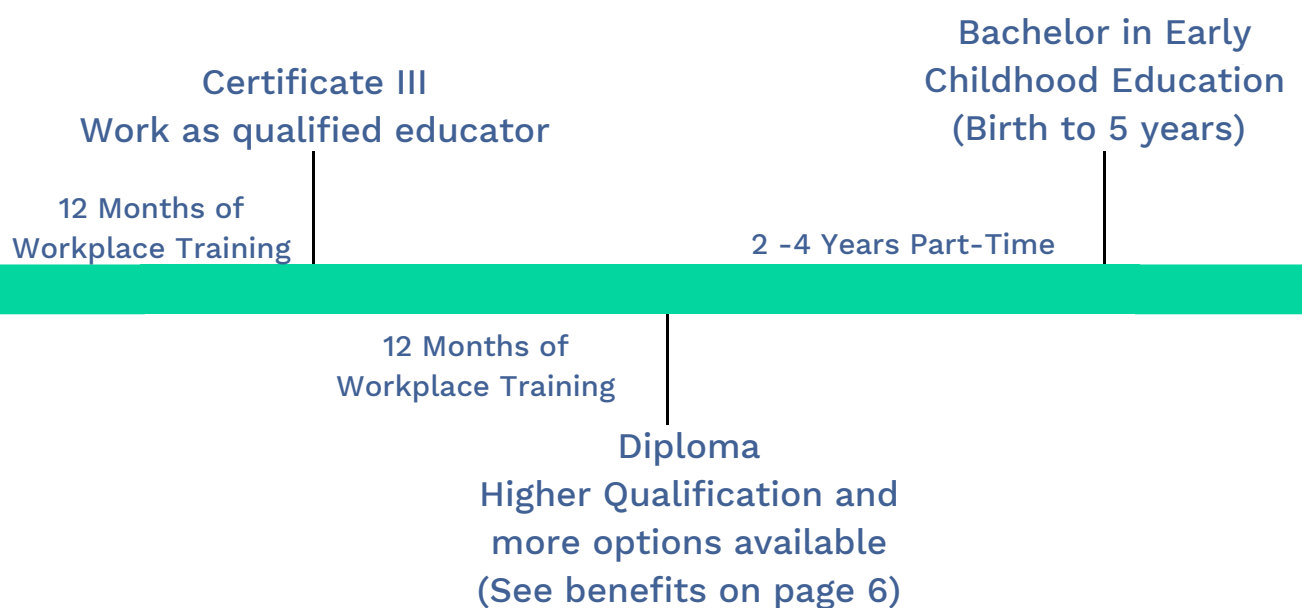 Certificate III
Work as qualified educator
12 Months of
Workplace Training
12 Months of
Workplace Training
Diploma
Higher Qualification and
more options available
(See benefits on page 6)
2 -4 Years Part-Time
Bachelor in Early
Childhood Education
(Birth to 5 years)